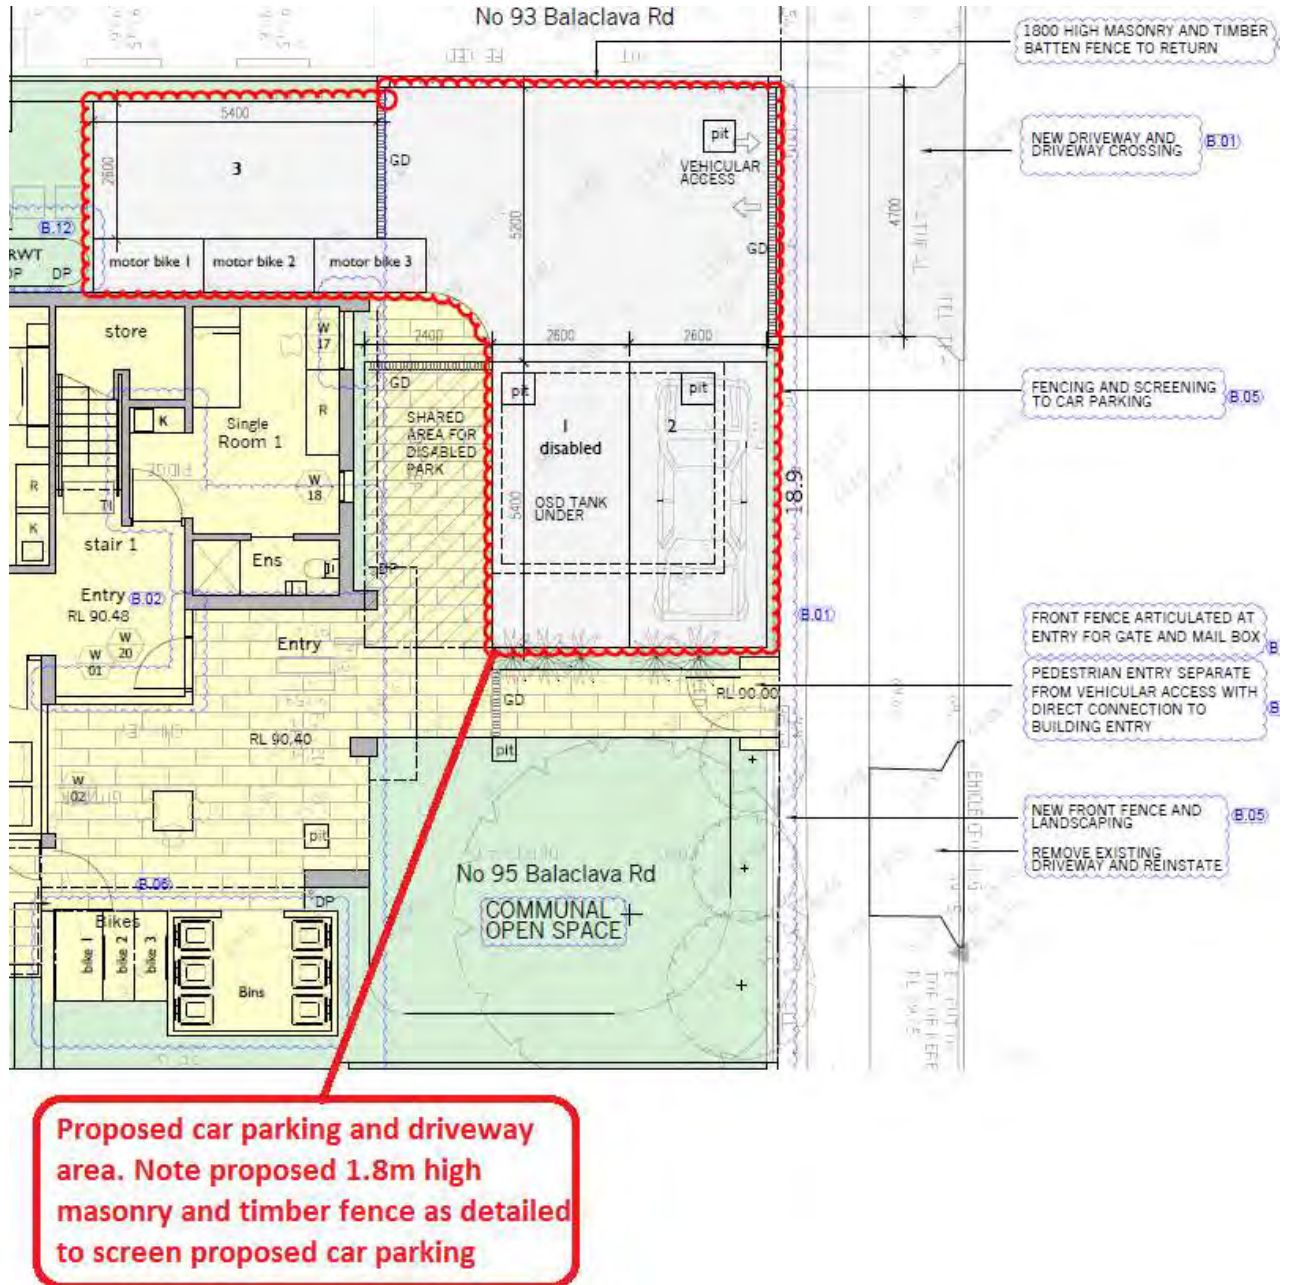 No 93 Balaclava Rd
1800 HIGH MASONRY AND TIMBER
BATTEN FENCE TO RETURN
5400
3
2600
GD
pit
VEHICULAR
ACCESS
5200
GD
4700
NEW DRIVEWAY AND
DRIVEWAY CROSSING
B.01
B.12
RWT
DP
DP
motor bike 1
motor bike 2
motor bike 3
store
W
17
2400
2600
2600
GD
K
Single
Room 1
R
SHARED
AREA FOR
DISABLED
PARK
pit
pit
1
disabled
2
FENCING AND SCREENING
TO CAR PARKING
B.05
18.9
R
W
18
5400
OSD TANK
UNDER
K
stair 1
Ens
DP
Entry
B.02
RL 90.48
W
20
W
01
Entry
B.01
FRONT FENCE ARTICULATED AT
ENTRY FOR GATE AND MAIL BOX
B
PEDESTRIAN ENTRY SEPARATE
FROM VEHICULAR ACCESS WITH
DIRECT CONNECTION TO
BUILDING ENTRY
B
RL 00.00
GD
RL 90.40
pit
W
02
pit
NEW FRONT FENCE AND
LANDSCAPING
B.05
REMOVE EXISTING
DRIVEWAY AND REINSTATE
B.06
No 95 Balaclava Rd
COMMUNAL
OPEN SPACE
DP
Bikes
bike 1
bike 2
bike 3
Bins
Proposed car parking and driveway
area. Note proposed 1.8m high
masonry and timber fence as detailed
to screen proposed car parking